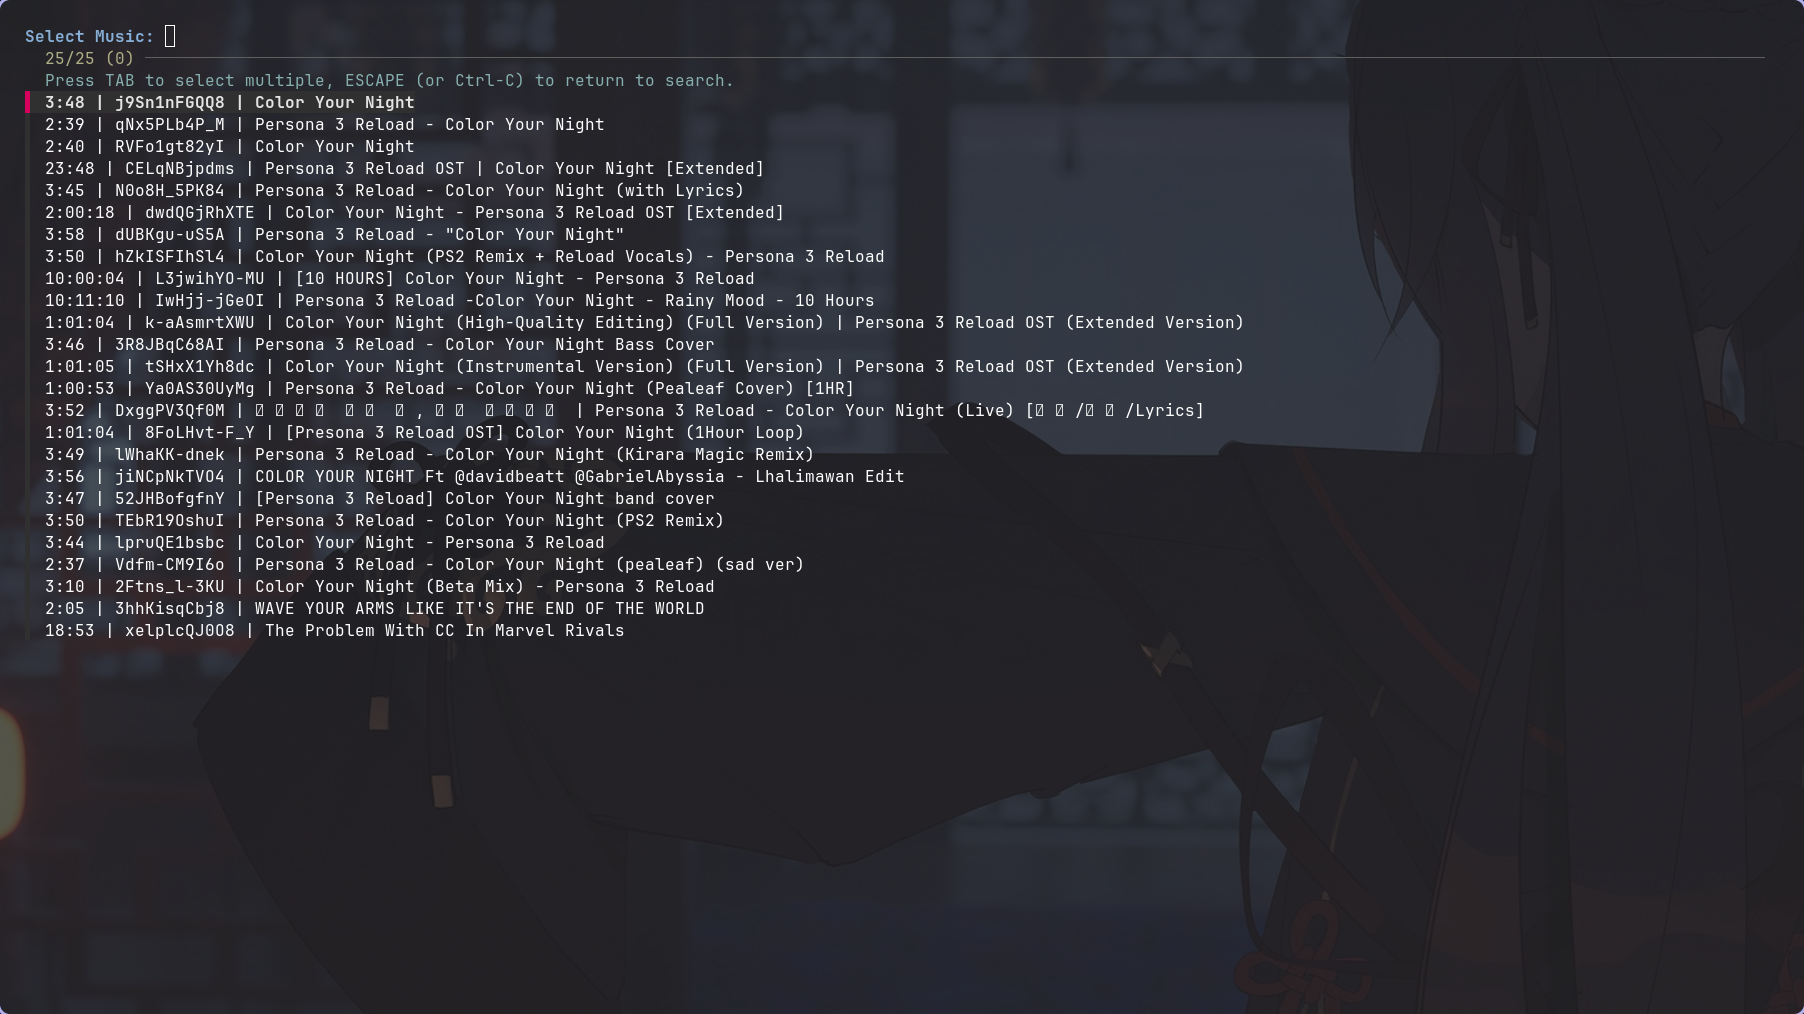 Select Music:
25/25 (0)
Press TAB to select multiple, ESCAPE (or Ctrl-C) to return to search.
3:48 | j9Sn1nFGQQ8 | Color Your Night
2:39 | qNx5PLb4P_M | Persona 3 Reload - Color Your Night
2:40 | RVFo1gt82yI | Color Your Night
23:48 | CELqNBjpdms | Persona 3 Reload OST | Color Your Night [Extended]
3:45 | N0o8H_5PK84 | Persona 3 Reload - Color Your Night (with Lyrics)
2:00:18 | dwdQGjRhXTE | Color Your Night - Persona 3 Reload OST [Extended]
3:58 | dUBKgu-uS5A | Persona 3 Reload - "Color Your Night"
3:50 | hZkISFIhSl4 | Color Your Night (PS2 Remix + Reload Vocals) - Persona 3 Reload
10:00:04 | L3jwihYO-MU | [10 HOURS] Color Your Night - Persona 3 Reload
10:11:10 | IwHjj-jGeOI | Persona 3 Reload -Color Your Night - Rainy Mood - 10 Hours
1:01:04 | k-aAsmrtXWU | Color Your Night (High-Quality Editing) (Full Version) | Persona 3 Reload OST (Extended Version)
3:46 | 3R8JBqC68AI | Persona 3 Reload - Color Your Night Bass Cover
1:01:05 | tSHxX1Yh8dc | Color Your Night (Instrumental Version) (Full Version) | Persona 3 Reload OST (Extended Version)
1:00:53 | Ya0AS30UyMg | Persona 3 Reload - Color Your Night (Pealeaf Cover) [1HR]
3:52 | DxggPV3Qf0M | , | Persona 3 Reload - Color Your Night (Live) [ / /Lyrics]
1:01:04 | 8FoLHvt-F_Y | [Presona 3 Reload OST] Color Your Night (1Hour Loop)
3:49 | lWhaKK-dnek | Persona 3 Reload - Color Your Night (Kirara Magic Remix)
3:56 | jiNCpNkTVO4 | COLOR YOUR NIGHT Ft @davidbeatt @GabrielAbyssia - Lhalimawan Edit
3:47 | 52JHBofgfnY | [Persona 3 Reload] Color Your Night band cover
3:50 | TEbR19OshuI | Persona 3 Reload - Color Your Night (PS2 Remix)
3:44 | lpruQE1bsbc | Color Your Night - Persona 3 Reload
2:37 | Vdfm-CM9I6o | Persona 3 Reload - Color Your Night (pealeaf) (sad ver)
3:10 | 2Ftns_l-3KU | Color Your Night (Beta Mix) - Persona 3 Reload
2:05 | 3hhKisqCbj8 | WAVE YOUR ARMS LIKE IT'S THE END OF THE WORLD
18:53 | xelplcQJ0O8 | The Problem With CC In Marvel Rivals